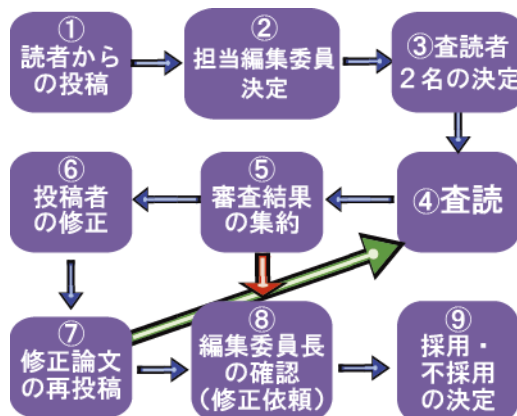 ①
読者から
の投稿
②
担当編集委員
決定
③査読者
２名の決定
④査読
⑤
審査結果
の集約
⑥
投稿者
の修正
⑦
修正論文
の再投稿
⑧
編集委員長
の確認
(修正依頼)
⑨
採用・
不採用
の決定